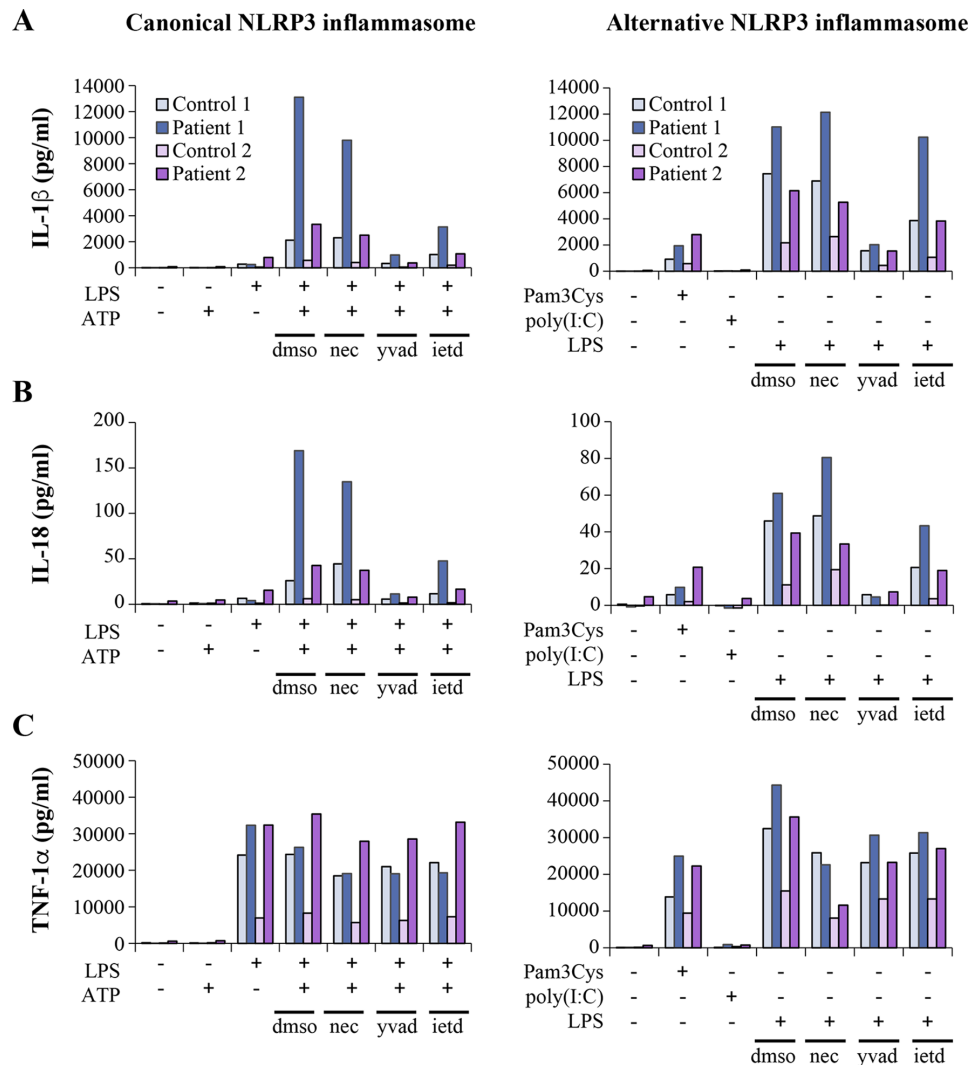 A
Canonical NLRP3 inflammasome
Alternative NLRP3 inflammasome
IL-1β (pg/ml)
14000
12000
10000
8000
6000
4000
2000
0
Control 1
Patient 1
Control 2
Patient 2
LPS - - + + + + +
ATP - + - + + + +
dmso nec yvad ietd
14000
12000
10000
8000
6000
4000
2000
0
Control 1
Patient 1
Control 2
Patient 2
Pam3Cys - + - - - - -
poly(I:C) - - + - - - -
LPS - - - + + + +
dmso nec yvad ietd
B
IL-18 (pg/ml)
200
150
100
50
0
LPS - - + + + + +
ATP - + - + + + +
dmso nec yvad ietd
100
80
60
40
20
0
Pam3Cys - + - - - - -
poly(I:C) - - + - - - -
LPS - - - + + + +
dmso nec yvad ietd
C
TNF-1α (pg/ml)
50000
40000
30000
20000
10000
0
LPS - - + + + + +
ATP - + - + + + +
dmso nec yvad ietd
50000
40000
30000
20000
10000
0
Pam3Cys - + - - - - -
poly(I:C) - - + - - - -
LPS - - - + + + +
dmso nec yvad ietd